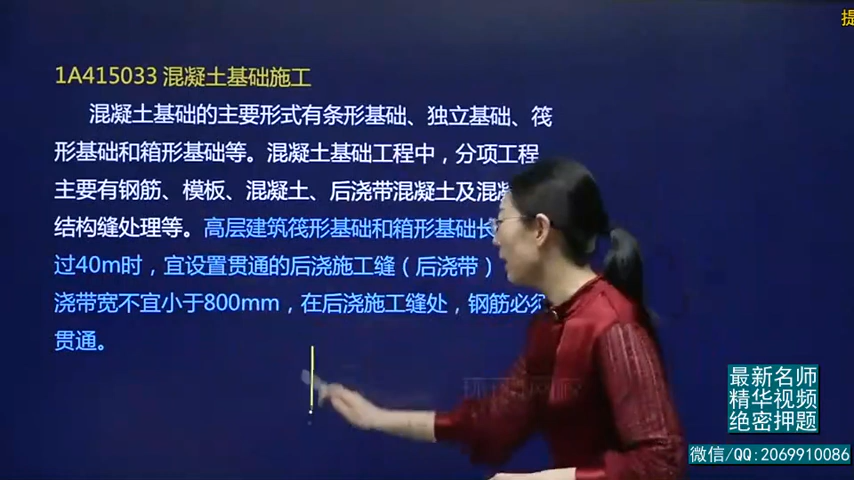 提
1A415033 混凝土基础施工
混凝土基础的主要形式有条形基础、独立基础、筏
形基础和箱形基础等。混凝土基础工程中，分项工程
主要有钢筋、模板、混凝土、后浇带混凝土及混凝
结构缝处理等。高层建筑筏形基础和箱形基础长
过40m时，宜设置贯通的后浇施工缝（后浇带）
浇带宽不宜小于800mm，在后浇施工缝处，钢筋必须
贯通。
最新名师
精华视频
绝密押题
微信/QQ:2069910086